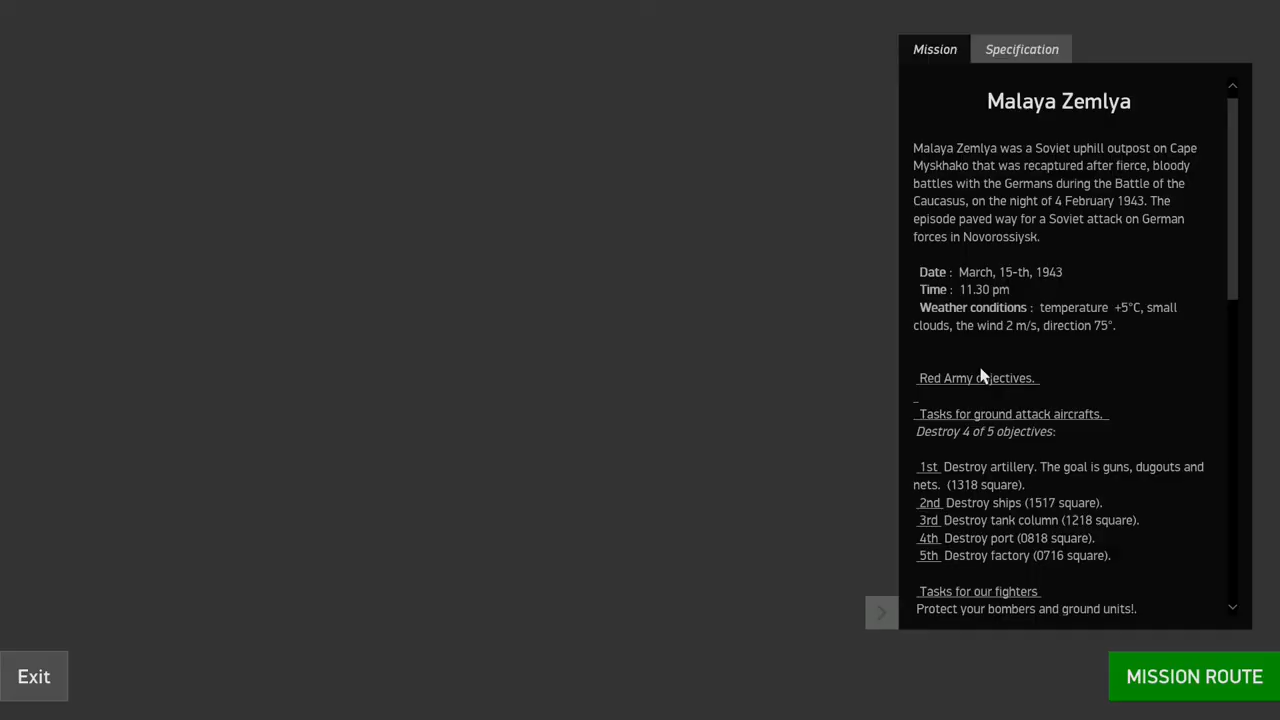 Mission Specification
Malaya Zemlya
Malaya Zemlya was a Soviet uphill outpost on Cape
Myskhako that was recaptured after fierce, bloody
battles with the Germans during the Battle of the
Caucasus, on the night of 4 February 1943. The
episode paved way for a Soviet attack on German
forces in Novorossiysk.
Date : March, 15-th, 1943
Time : 11.30 pm
Weather conditions : temperature +5°C, small
clouds, the wind 2 m/s, direction 75°.
Red Army objectives.
Tasks for ground attack aircrafts.
Destroy 4 of 5 objectives:
1st Destroy artillery. The goal is guns, dugouts and
nets. (1318 square).
2nd Destroy ships (1517 square).
3rd Destroy tank column (1218 square).
4th Destroy port (0818 square).
5th Destroy factory (0716 square).
Tasks for our fighters
Protect your bombers and ground units!.
Exit
MISSION ROUTE